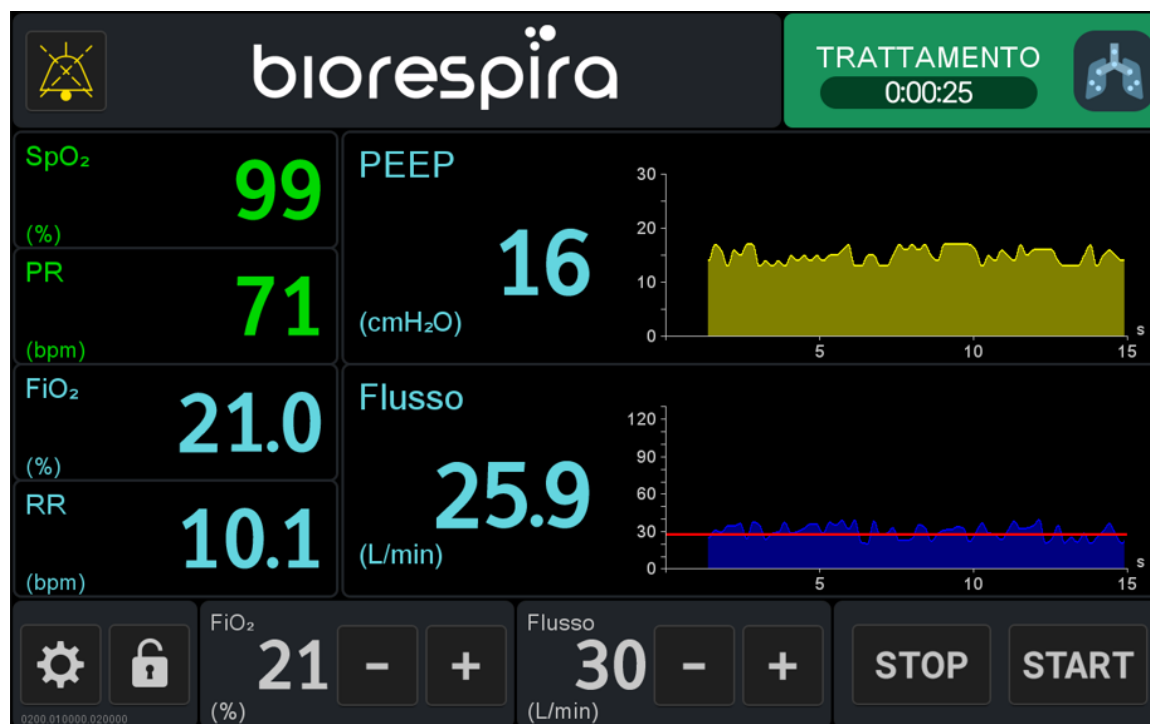 biorespira
TRATTAMENTO
0:00:25
SpO₂
99
(%)
PR
71
(bpm)
FiO₂
21.0
(%)
RR
10.1
(bpm)
PEEP
16
(cmH₂O)
30
20
10
0
5
10
15
s
Flusso
25.9
(L/min)
120
90
60
30
0
5
10
15
s
FiO₂
21
(%)
-
+
Flusso
30
(L/min)
-
+
STOP
START
0200.010000.020000